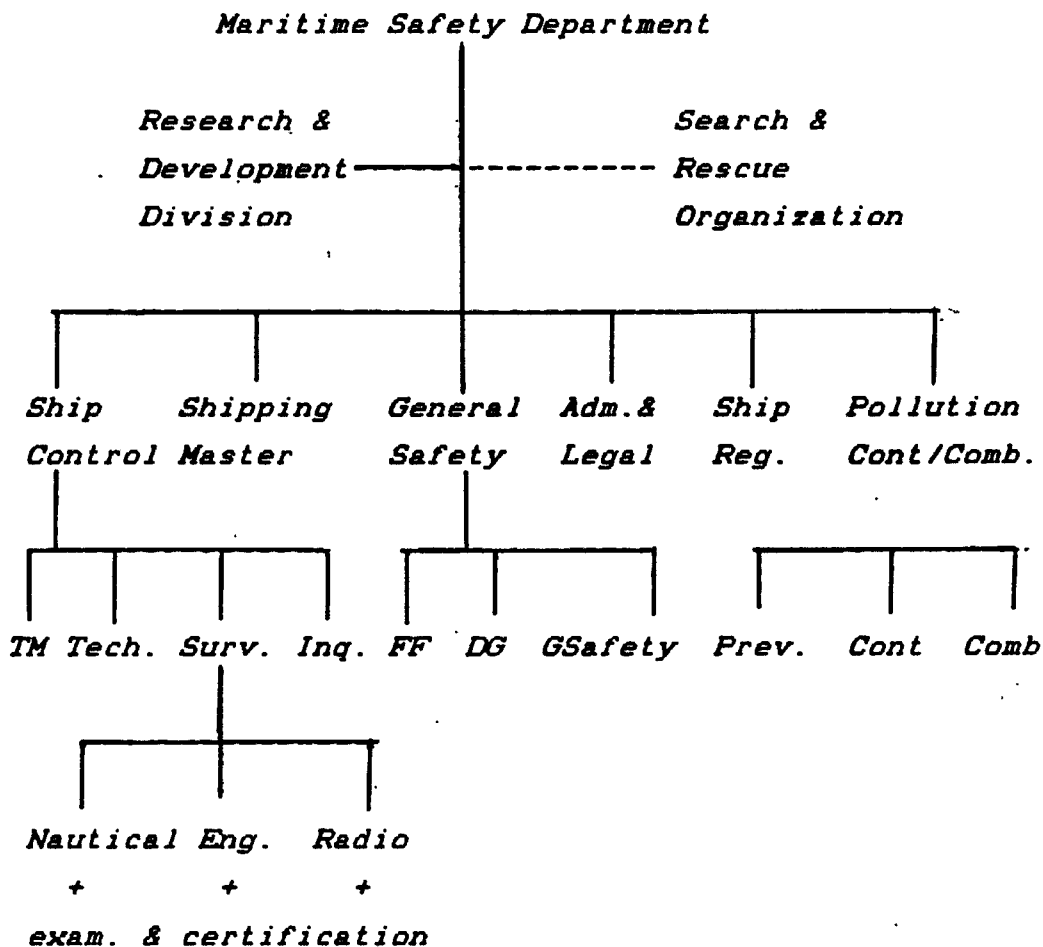 Maritime Safety Department
Research & Search &
Development Rescue
Division Organization
Ship Shipping General Adm.& Ship Pollution
Control Master Safety Legal Reg. Cont/Comb.
TM Tech. Surv. Inq. FF DG GSafety Prev. Cont Comb
Nautical Eng. Radio
+ + +
exam. & certification